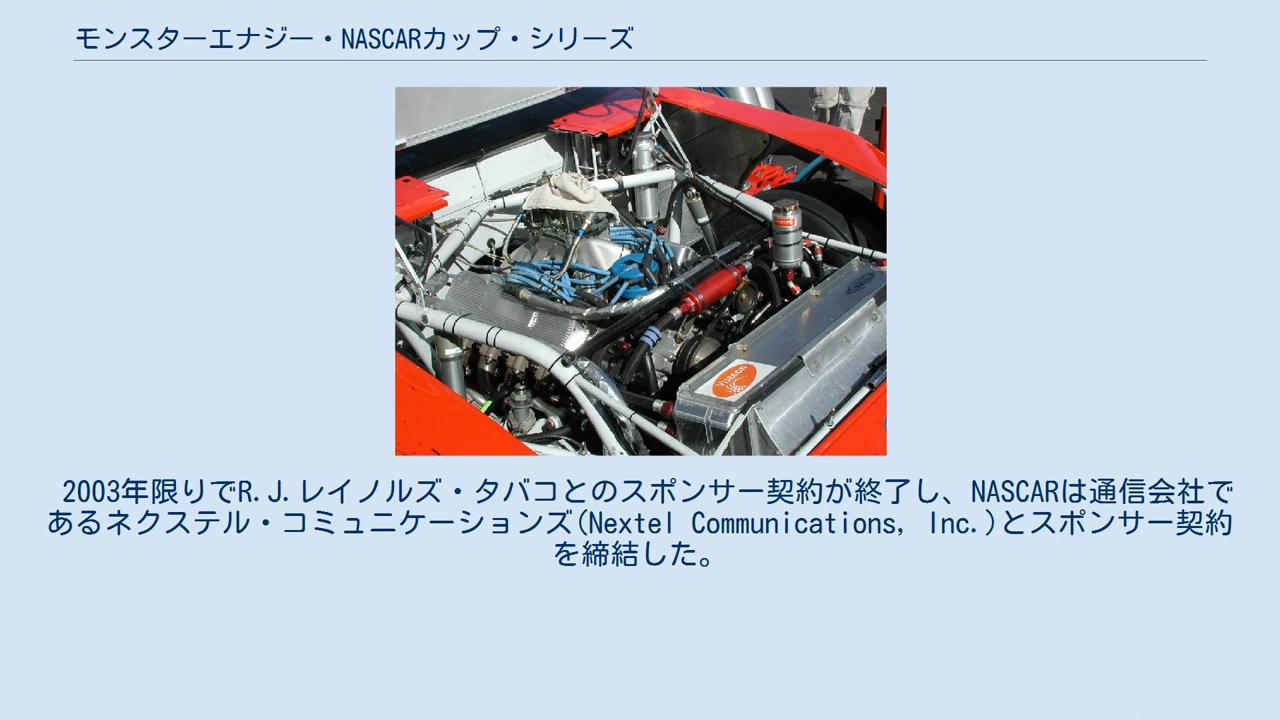 モンスターエナジー・NASCARカップ・シリーズ
Visteon
2003年限りでR.J.レイノルズ・タバコとのスポンサー契約が終了し、NASCARは通信会社で
あるネクステル・コミュニケーションズ(Nextel Communications, Inc.)とスポンサー契約
を締結した。